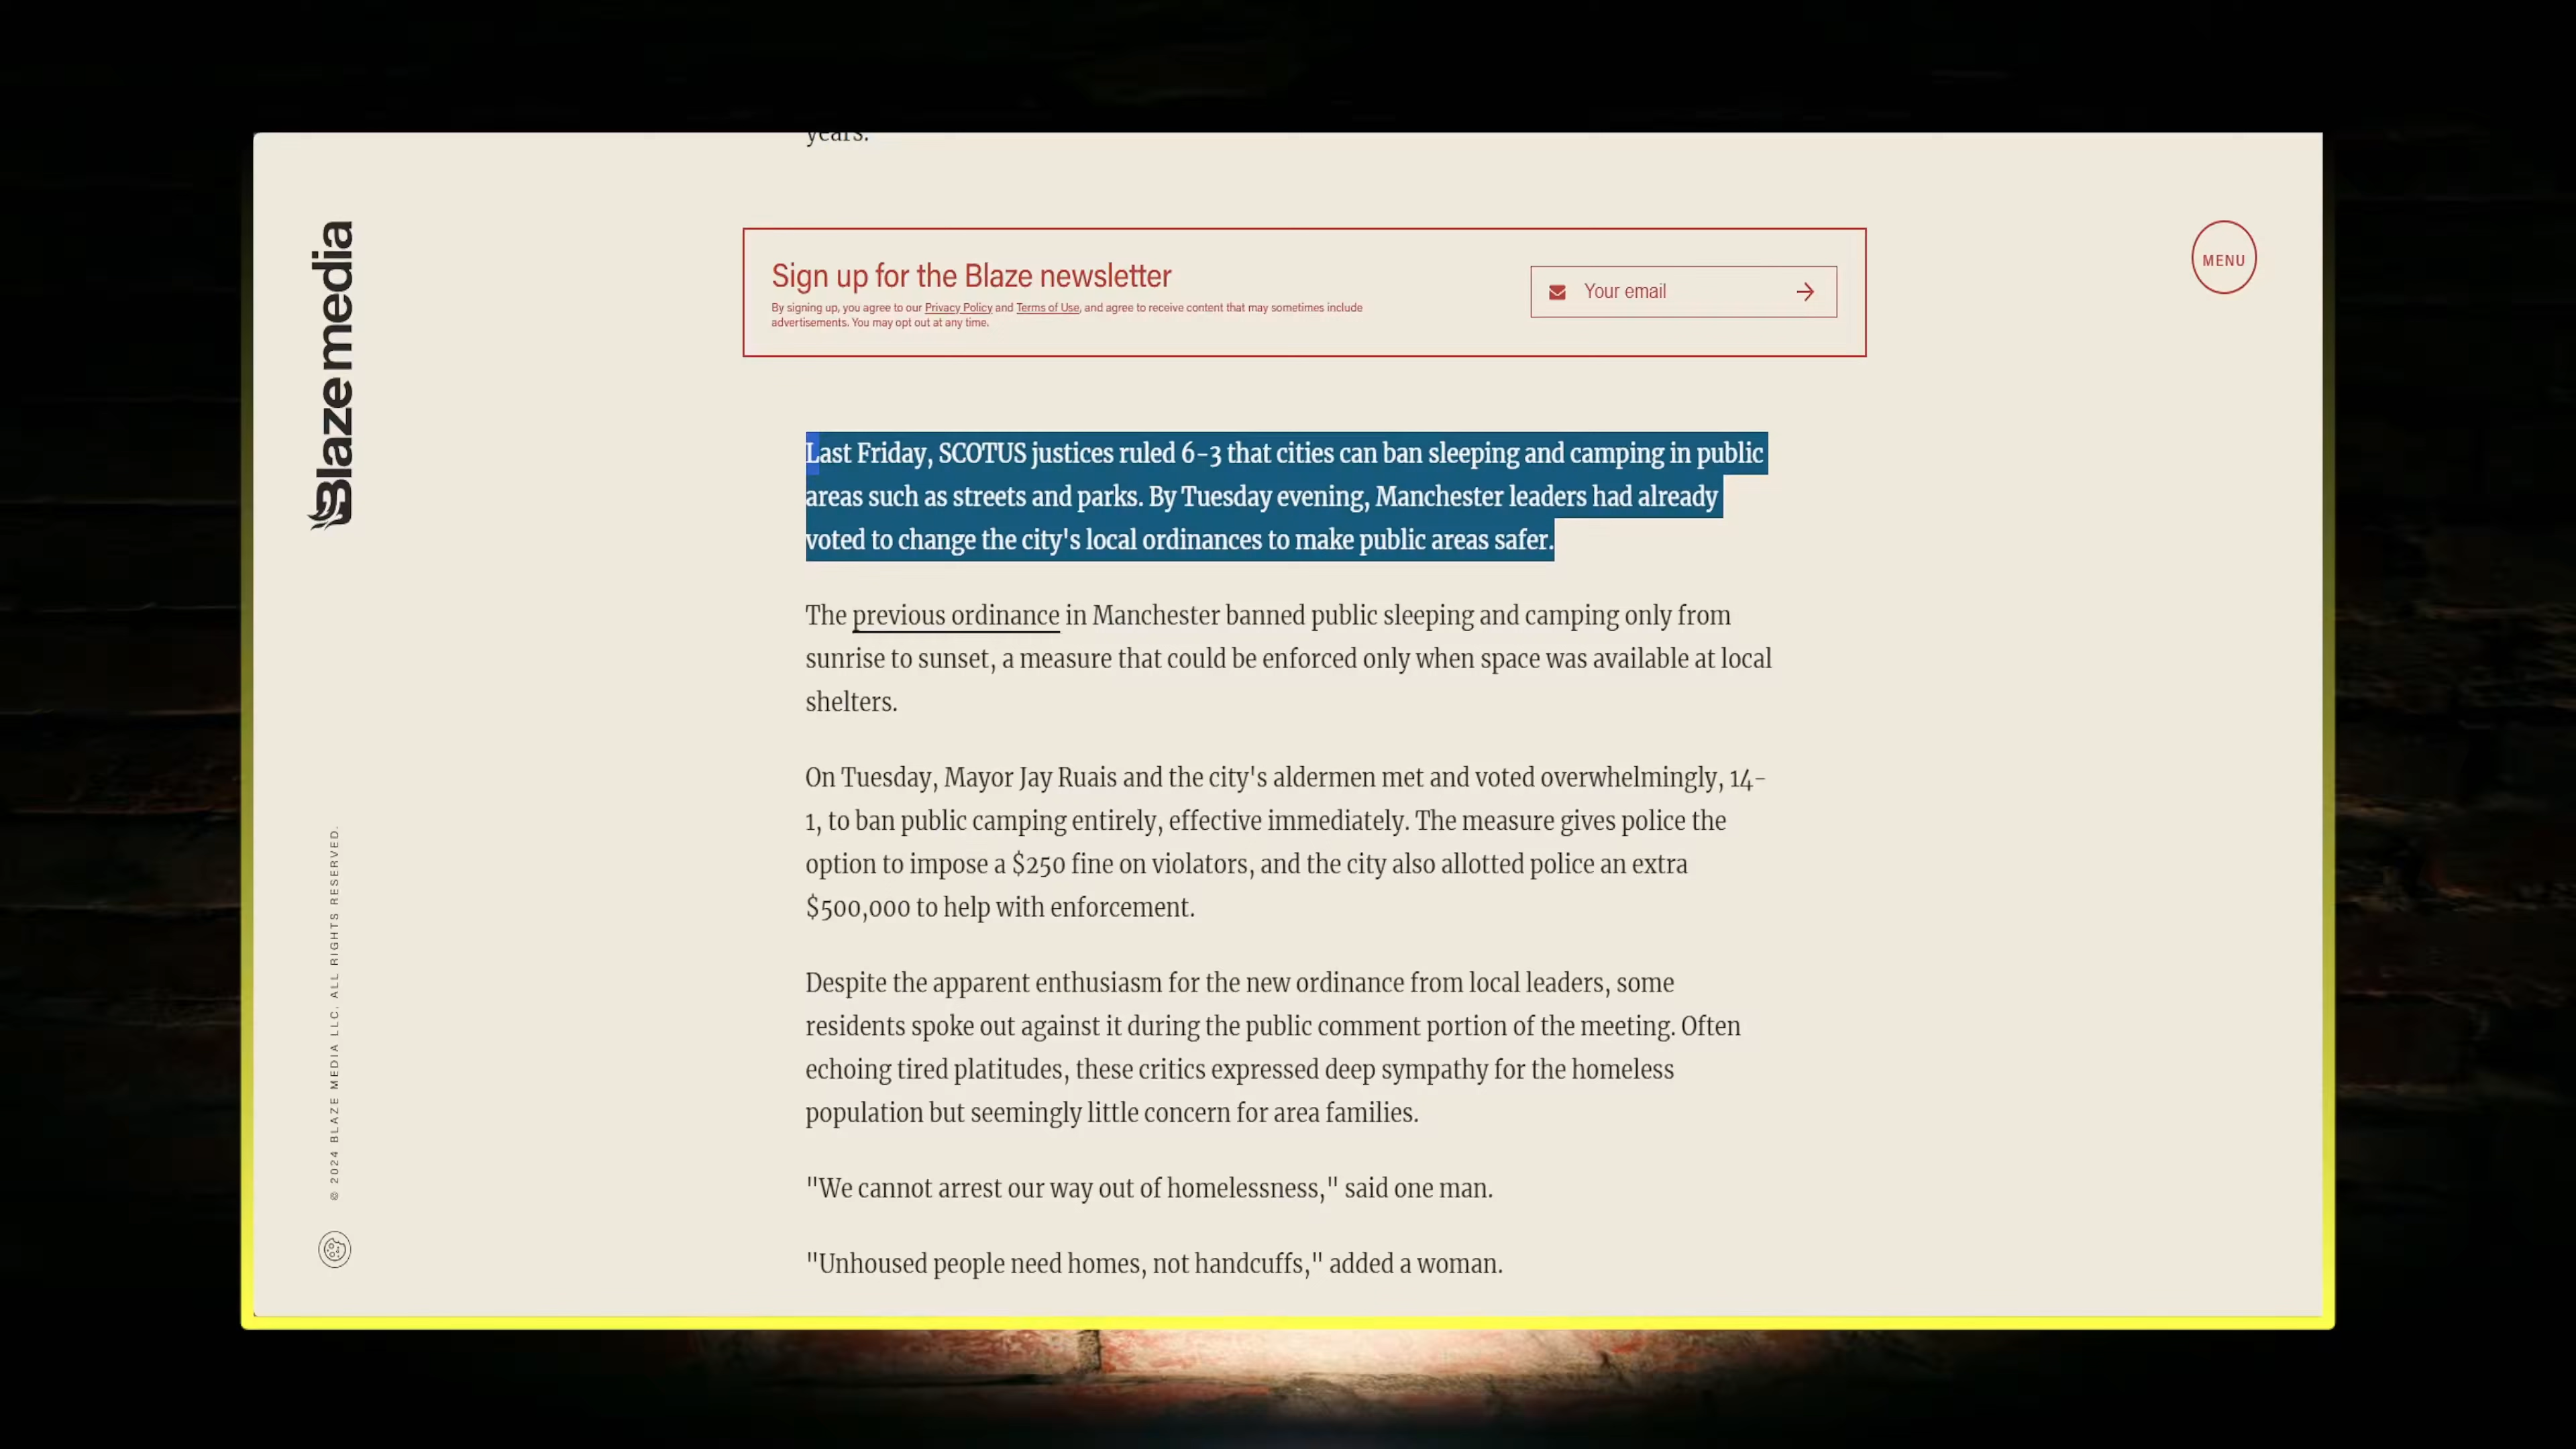 years.
Blaze media
MENU
Sign up for the Blaze newsletter
By signing up, you agree to our Privacy Policy and Terms of Use, and agree to receive content that may sometimes include
advertisements. You may opt out at any time.
Your email
Last Friday, SCOTUS justices ruled 6-3 that cities can ban sleeping and camping in public
areas such as streets and parks. By Tuesday evening, Manchester leaders had already
voted to change the city's local ordinances to make public areas safer.
The previous ordinance in Manchester banned public sleeping and camping only from
sunrise to sunset, a measure that could be enforced only when space was available at local
shelters.
On Tuesday, Mayor Jay Ruais and the city's aldermen met and voted overwhelmingly, 14-
1, to ban public camping entirely, effective immediately. The measure gives police the
option to impose a $250 fine on violators, and the city also allotted police an extra
$500,000 to help with enforcement.
Despite the apparent enthusiasm for the new ordinance from local leaders, some
residents spoke out against it during the public comment portion of the meeting. Often
echoing tired platitudes, these critics expressed deep sympathy for the homeless
population but seemingly little concern for area families.
"We cannot arrest our way out of homelessness," said one man.
"Unhoused people need homes, not handcuffs," added a woman.
© 2024 BLAZE MEDIA LLC. ALL RIGHTS RESERVED.